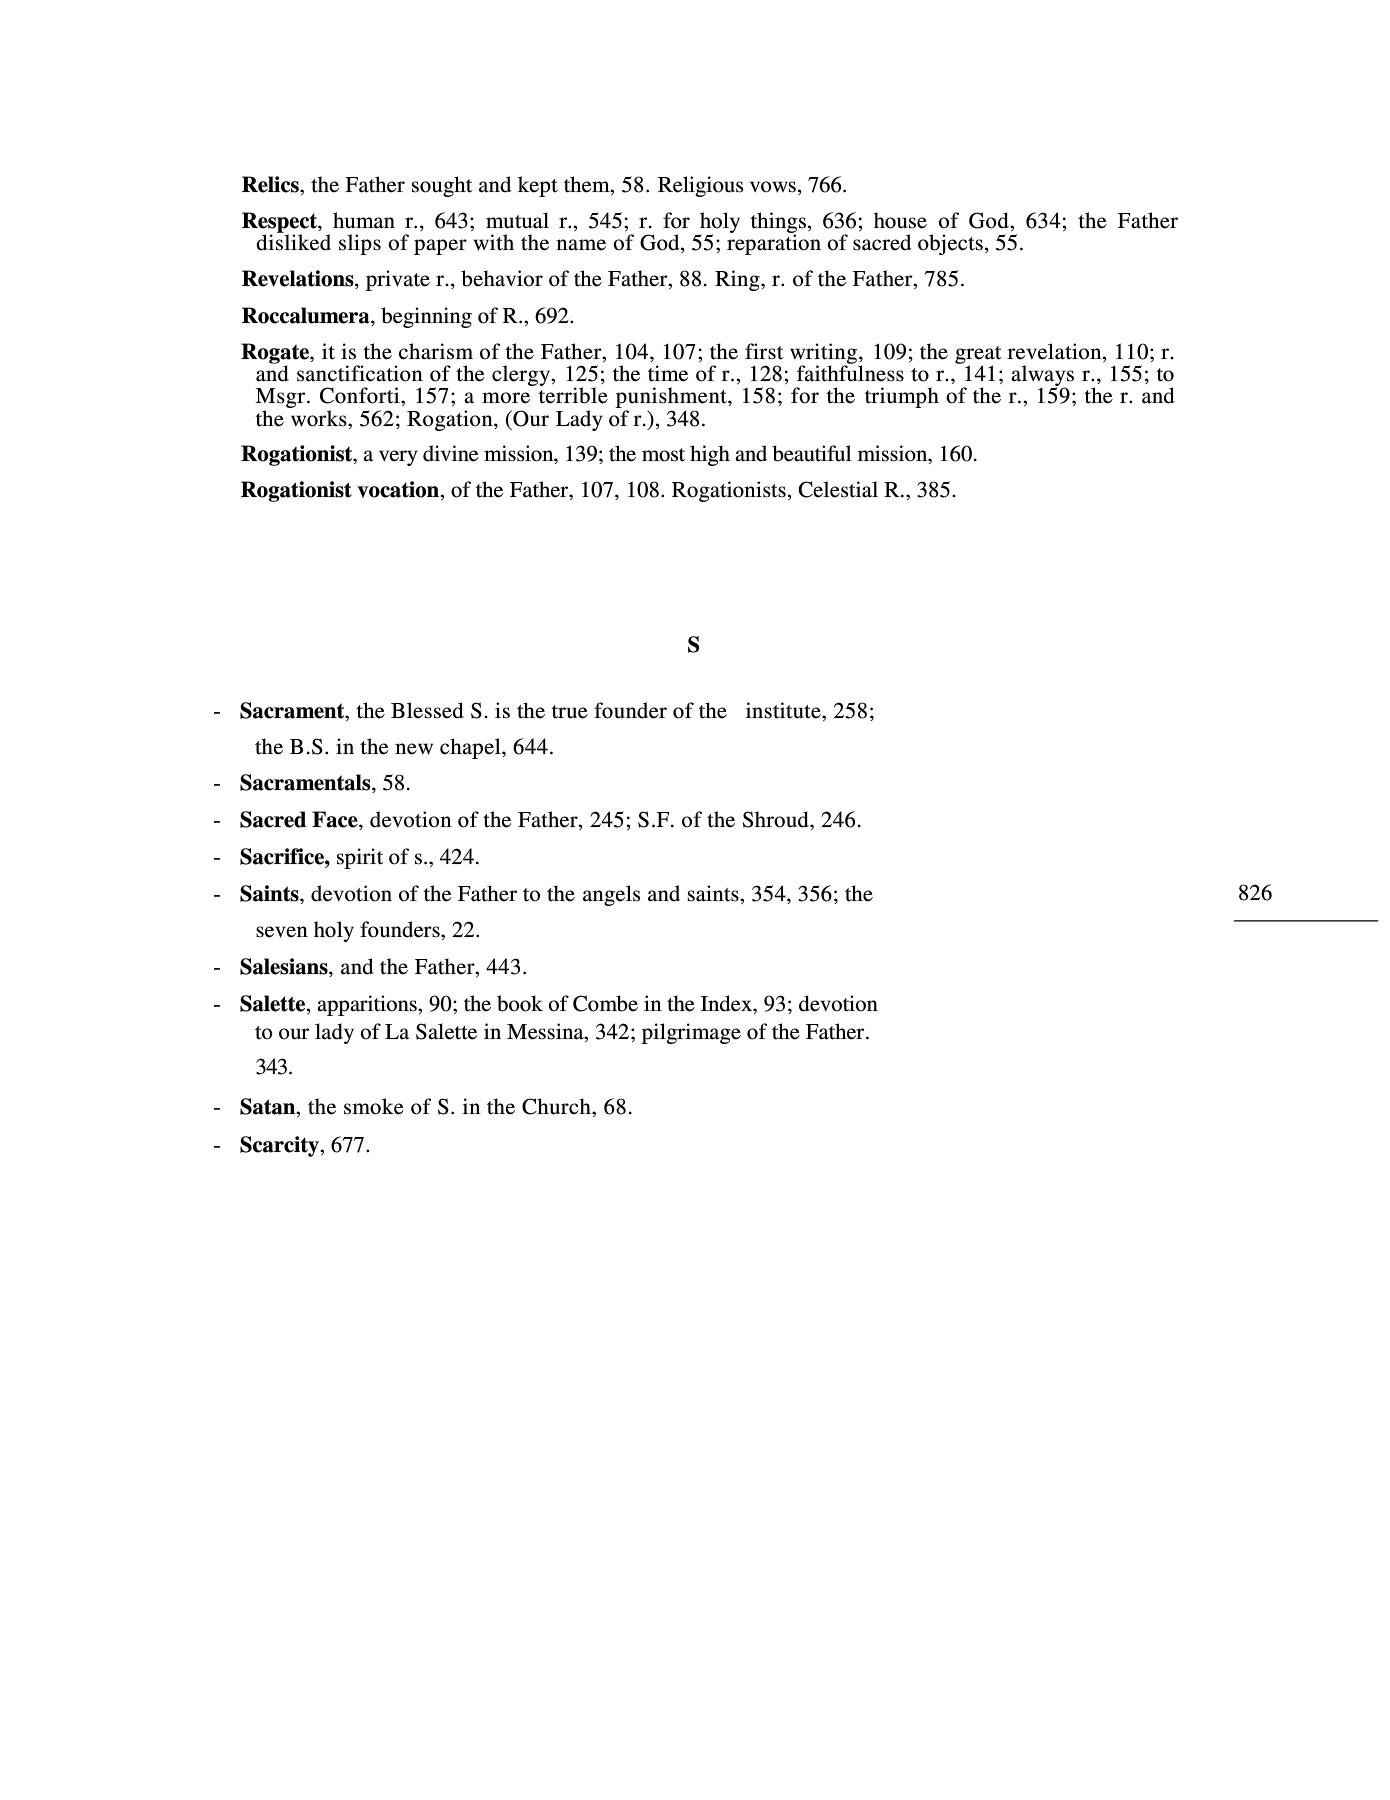 Relics, the Father sought and kept them, 58. Religious vows, 766.
Respect, human r., 643; mutual r., 545; r. for holy things, 636; house of God, 634; the Father
disliked slips of paper with the name of God, 55; reparation of sacred objects, 55.
Revelations, private r., behavior of the Father, 88. Ring, r. of the Father, 785.
Roccalumera, beginning of R., 692.
Rogate, it is the charism of the Father, 104, 107; the first writing, 109; the great revelation, 110; r.
and sanctification of the clergy, 125; the time of r., 128; faithfulness to r., 141; always r., 155; to
Msgr. Conforti, 157; a more terrible punishment, 158; for the triumph of the r., 159; the r. and
the works, 562; Rogation, (Our Lady of r.), 348.
Rogationist, a very divine mission, 139; the most high and beautiful mission, 160.
Rogationist vocation, of the Father, 107, 108. Rogationists, Celestial R., 385.
S
- Sacrament, the Blessed S. is the true founder of the institute, 258;
the B.S. in the new chapel, 644.
- Sacramentals, 58.
- Sacred Face, devotion of the Father, 245; S.F. of the Shroud, 246.
- Sacrifice, spirit of s., 424.
- Saints, devotion of the Father to the angels and saints, 354, 356; the
seven holy founders, 22.
- Salesians, and the Father, 443.
- Salette, apparitions, 90; the book of Combe in the Index, 93; devotion
to our lady of La Salette in Messina, 342; pilgrimage of the Father.
343.
- Satan, the smoke of S. in the Church, 68.
- Scarcity, 677.
826